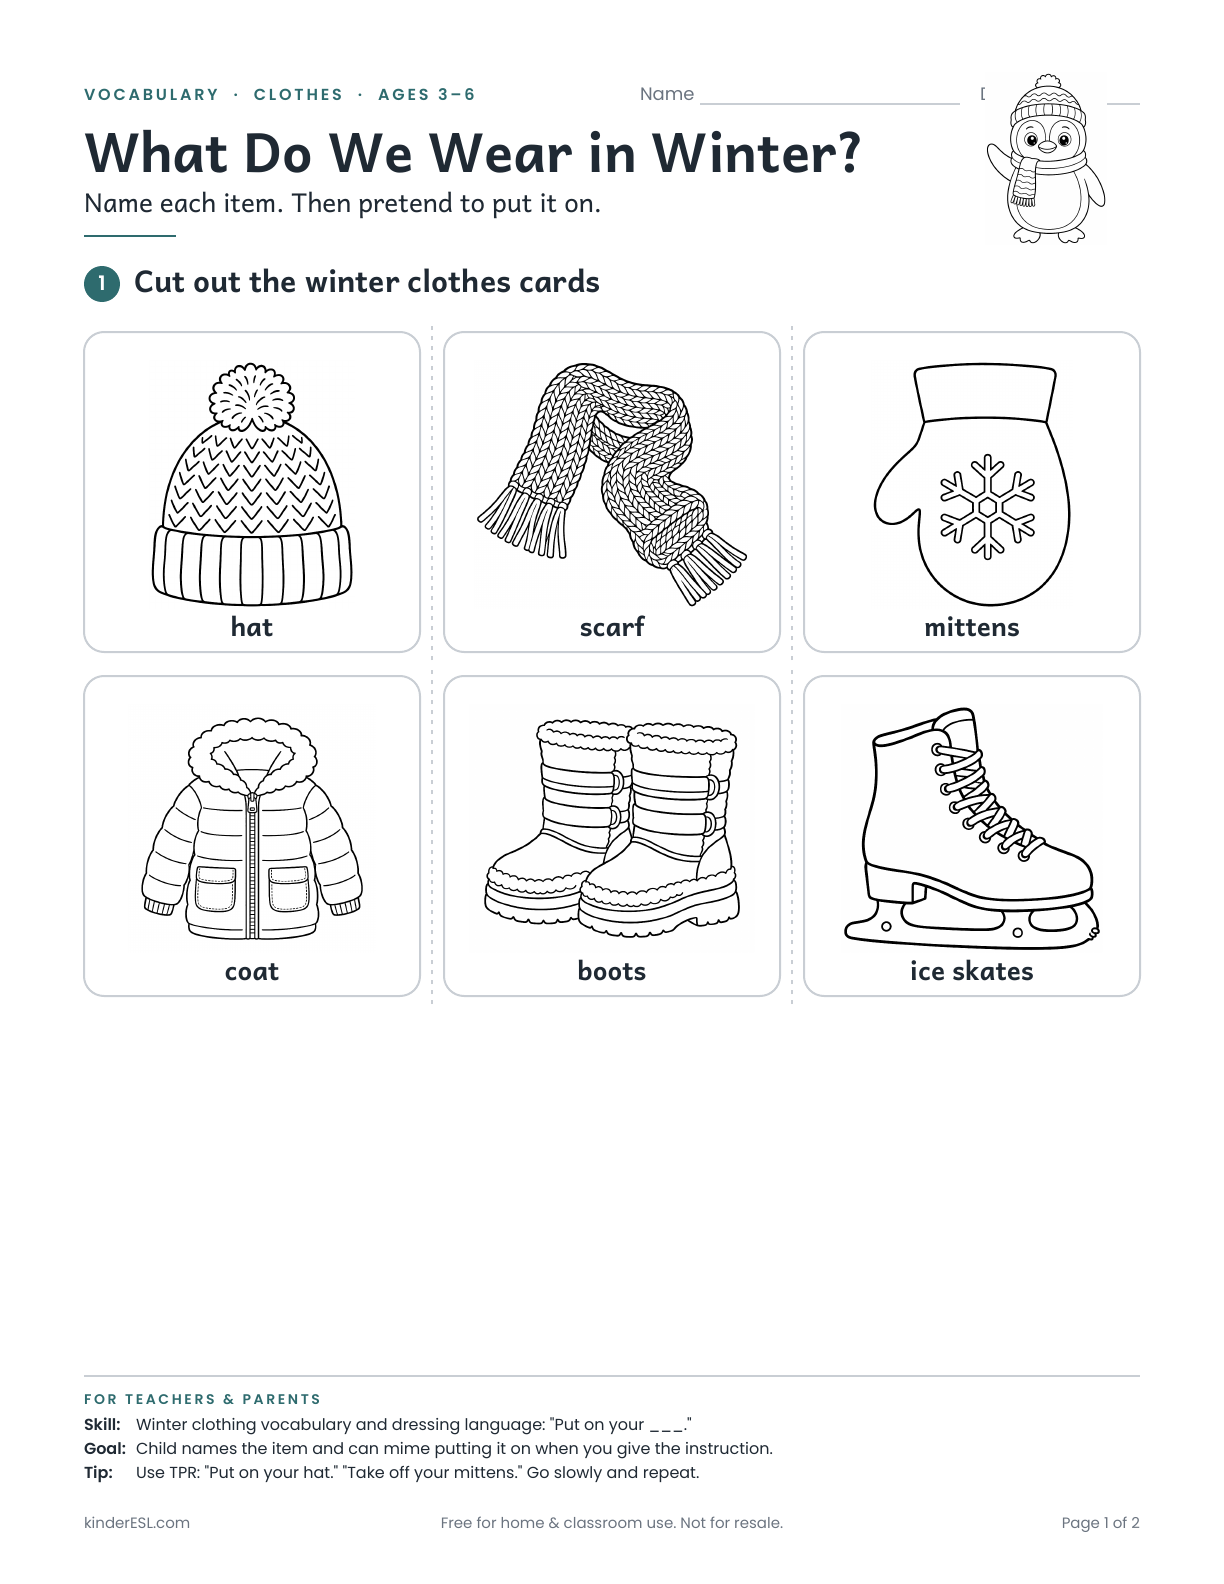 VOCABULARY · CLOTHES · AGES 3–6
Name
What Do We Wear in Winter?
Name each item. Then pretend to put it on.
1 Cut out the winter clothes cards
hat scarf mittens
coat boots ice skates
FOR TEACHERS & PARENTS
Skill: Winter clothing vocabulary and dressing language: "Put on your ___."
Goal: Child names the item and can mime putting it on when you give the instruction.
Tip: Use TPR: "Put on your hat." "Take off your mittens." Go slowly and repeat.
kinderESL.com Free for home & classroom use. Not for resale. Page 1 of 2